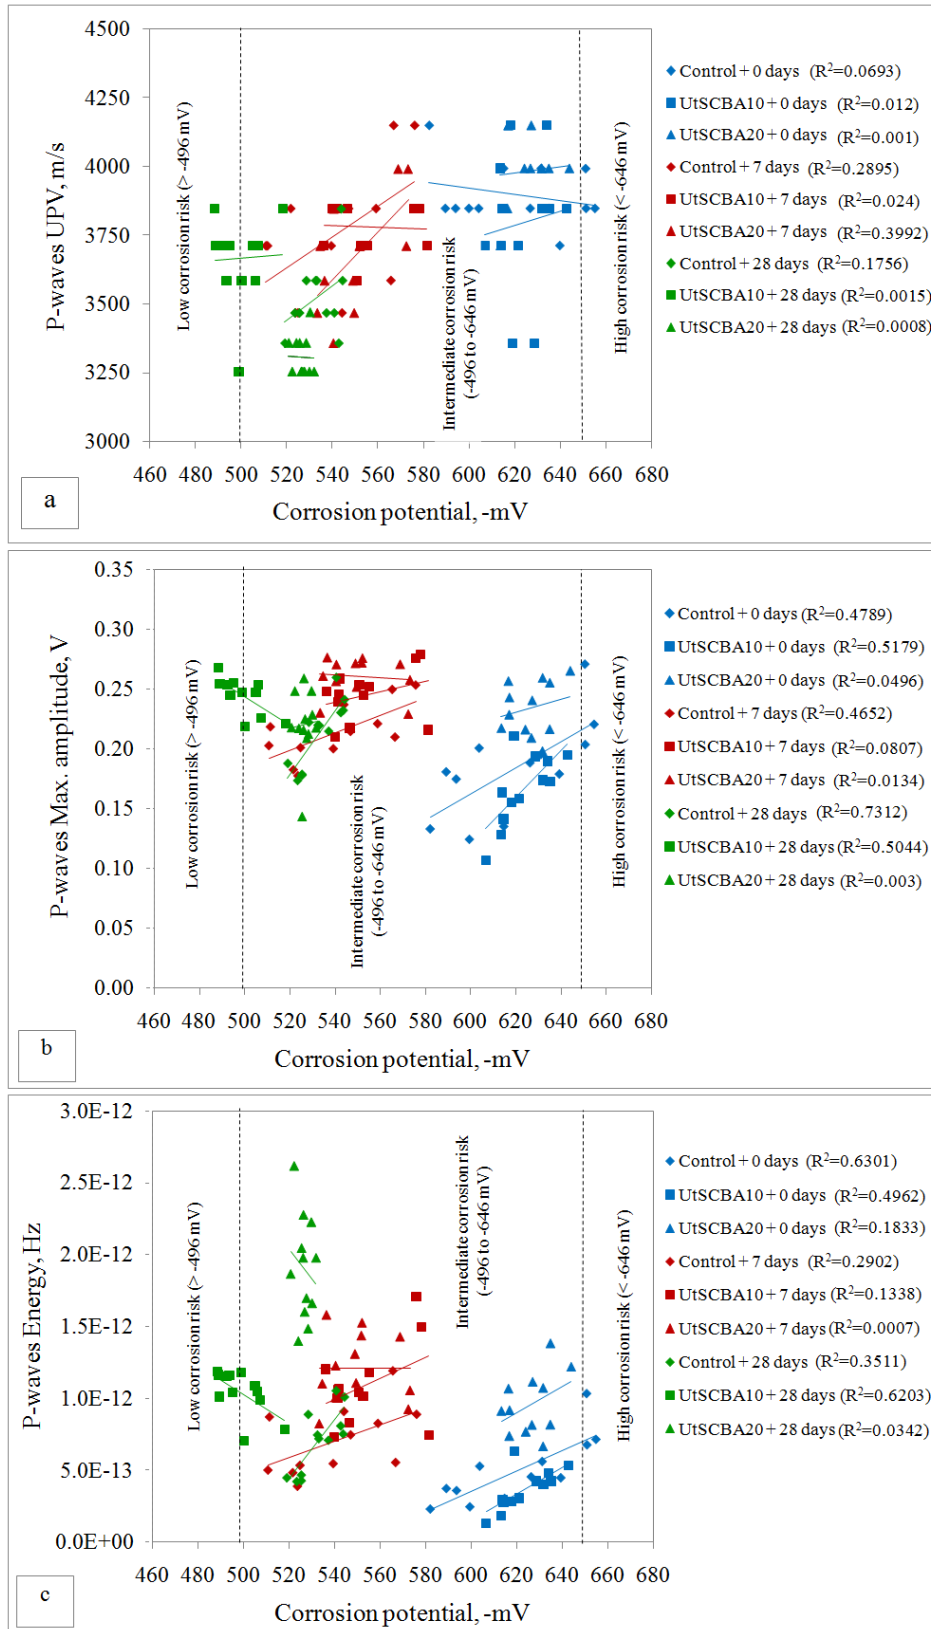 4500
4250
4000
3750
3500
3250
3000
P-waves UPV, m/s
460 480 500 520 540 560 580 600 620 640 660 680
Corrosion potential, -mV
Low corrosion risk (> -496 mV)
Intermediate corrosion risk
(-496 to -646 mV)
High corrosion risk (< -646 mV)
Control + 0 days (R²=0.0693)
UtSCBA10 + 0 days (R²=0.012)
UtSCBA20 + 0 days (R²=0.001)
Control + 7 days (R²=0.2895)
UtSCBA10 + 7 days (R²=0.024)
UtSCBA20 + 7 days (R²=0.3992)
Control + 28 days (R²=0.1756)
UtSCBA10 + 28 days (R²=0.0015)
UtSCBA20 + 28 days (R²=0.0008)
a
0.35
0.30
0.25
0.20
0.15
0.10
0.05
0.00
P-waves Max. amplitude, V
460 480 500 520 540 560 580 600 620 640 660 680
Corrosion potential, -mV
Low corrosion risk (> -496 mV)
Intermediate corrosion risk
(-496 to -646 mV)
High corrosion risk (< -646 mV)
Control + 0 days (R²=0.4789)
UtSCBA10 + 0 days (R²=0.5179)
UtSCBA20 + 0 days (R²=0.0496)
Control + 7 days (R²=0.4652)
UtSCBA10 + 7 days (R²=0.0807)
UtSCBA20 + 7 days (R²=0.0134)
Control + 28 days (R²=0.7312)
UtSCBA10 + 28 days (R²=0.5044)
UtSCBA20 + 28 days (R²=0.003)
b
3.0E-12
2.5E-12
2.0E-12
1.5E-12
1.0E-12
5.0E-13
0.0E+00
P-waves Energy, Hz
460 480 500 520 540 560 580 600 620 640 660 680
Corrosion potential, -mV
Low corrosion risk (> -496 mV)
Intermediate corrosion risk
(-496 to -646 mV)
High corrosion risk (< -646 mV)
Control + 0 days (R²=0.6301)
UtSCBA10 + 0 days (R²=0.4962)
UtSCBA20 + 0 days (R²=0.1833)
Control + 7 days (R²=0.2902)
UtSCBA10 + 7 days (R²=0.1338)
UtSCBA20 + 7 days (R²=0.0007)
Control + 28 days (R²=0.3511)
UtSCBA10 + 28 days (R²=0.6203)
UtSCBA20 + 28 days (R²=0.0342)
c